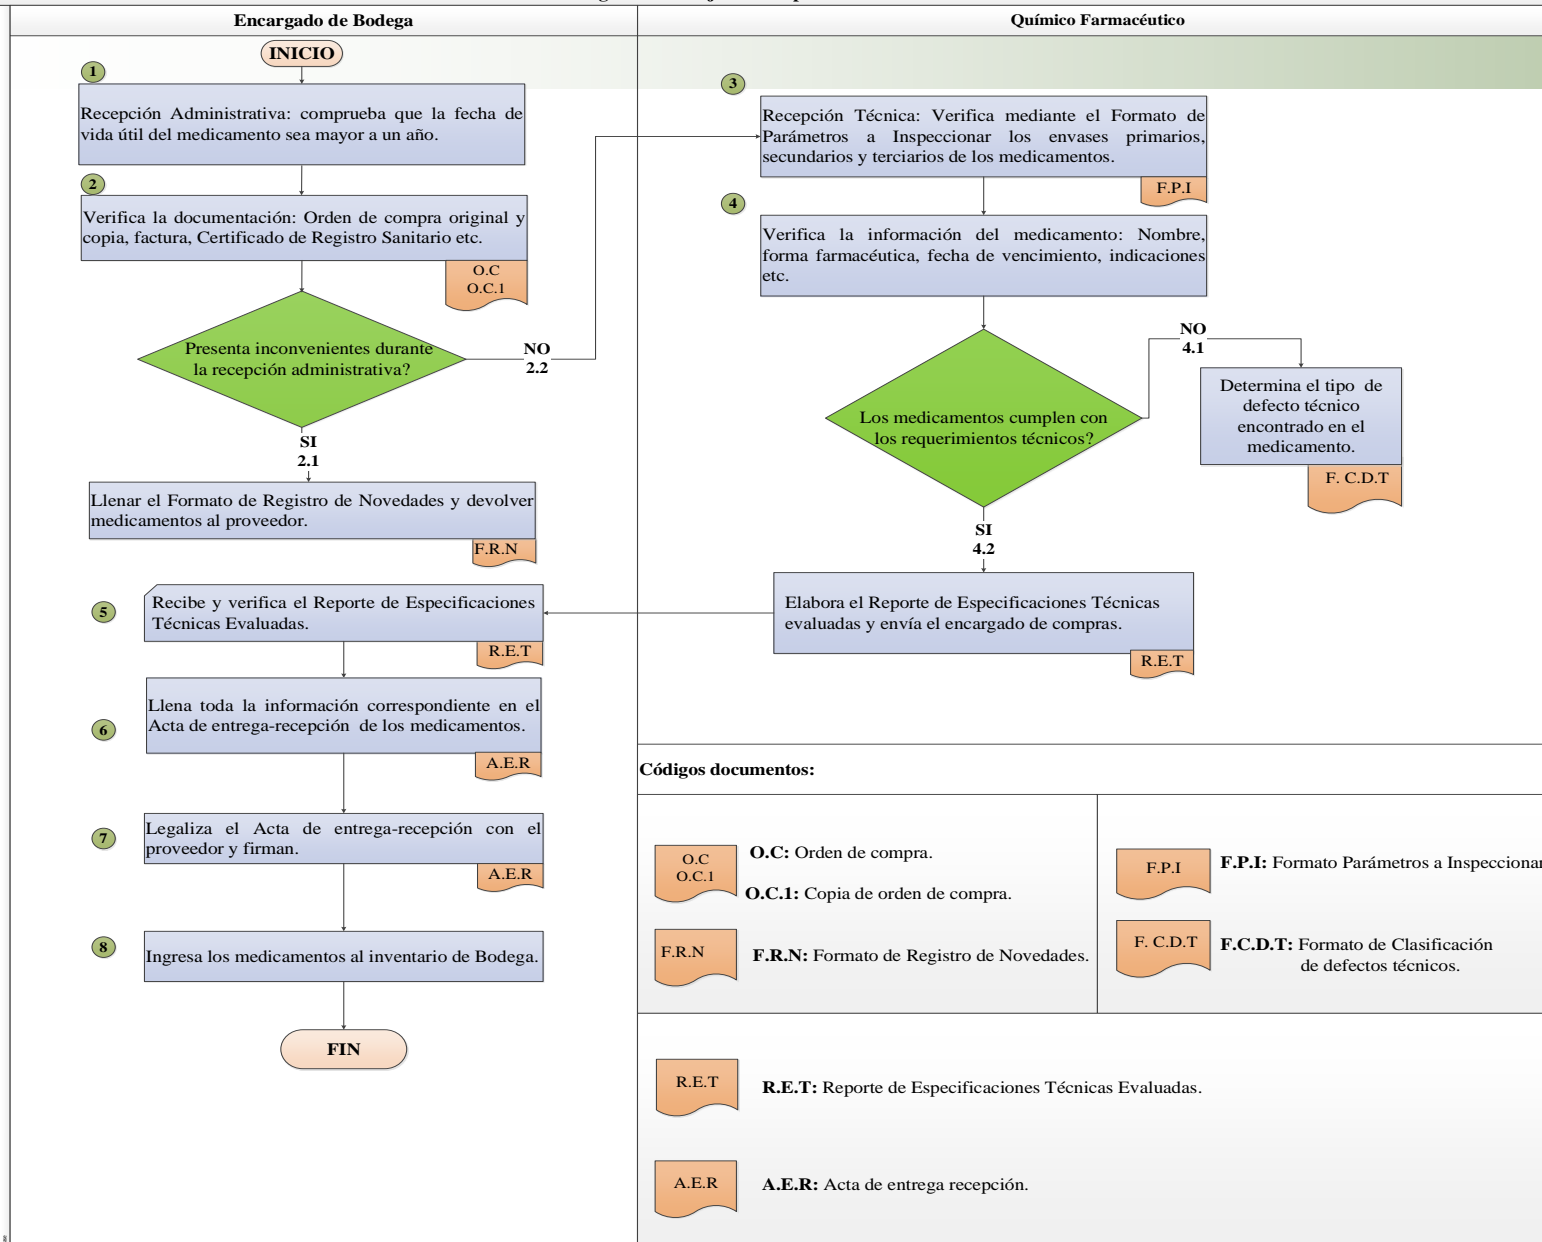 Encargado de Bodega
Químico Farmacéutico
INICIO
1
Recepción Administrativa: comprueba que la fecha de
vida útil del medicamento sea mayor a un año.
2
Verifica la documentación: Orden de compra original y
copia, factura, Certificado de Registro Sanitario etc.
O.C
O.C.1
Presenta inconvenientes durante
la recepción administrativa?
NO
2.2
SI
2.1
Llenar el Formato de Registro de Novedades y devolver
medicamentos al proveedor.
F.R.N
3
Recepción Técnica: Verifica mediante el Formato de
Parámetros a Inspeccionar los envases primarios,
secundarios y terciarios de los medicamentos.
F.P.I
4
Verifica la información del medicamento: Nombre,
forma farmacéutica, fecha de vencimiento, indicaciones
etc.
Los medicamentos cumplen con
los requerimientos técnicos?
NO
4.1
Determina el tipo de
defecto técnico
encontrado en el
medicamento.
F. C.D.T
SI
4.2
Elabora el Reporte de Especificaciones Técnicas
evaluadas y envía el encargado de compras.
R.E.T
5
Recibe y verifica el Reporte de Especificaciones
Técnicas Evaluadas.
R.E.T
6
Llena toda la información correspondiente en el
Acta de entrega-recepción de los medicamentos.
A.E.R
7
Legaliza el Acta de entrega-recepción con el
proveedor y firman.
A.E.R
8
Ingresa los medicamentos al inventario de Bodega.
FIN
Códigos documentos:
O.C
O.C.1
O.C: Orden de compra.
O.C.1: Copia de orden de compra.
F.R.N
F.R.N: Formato de Registro de Novedades.
F.P.I
F.P.I: Formato Parámetros a Inspeccionar
F. C.D.T
F.C.D.T: Formato de Clasificación
de defectos técnicos.
R.E.T
R.E.T: Reporte de Especificaciones Técnicas Evaluadas.
A.E.R
A.E.R: Acta de entrega recepción.